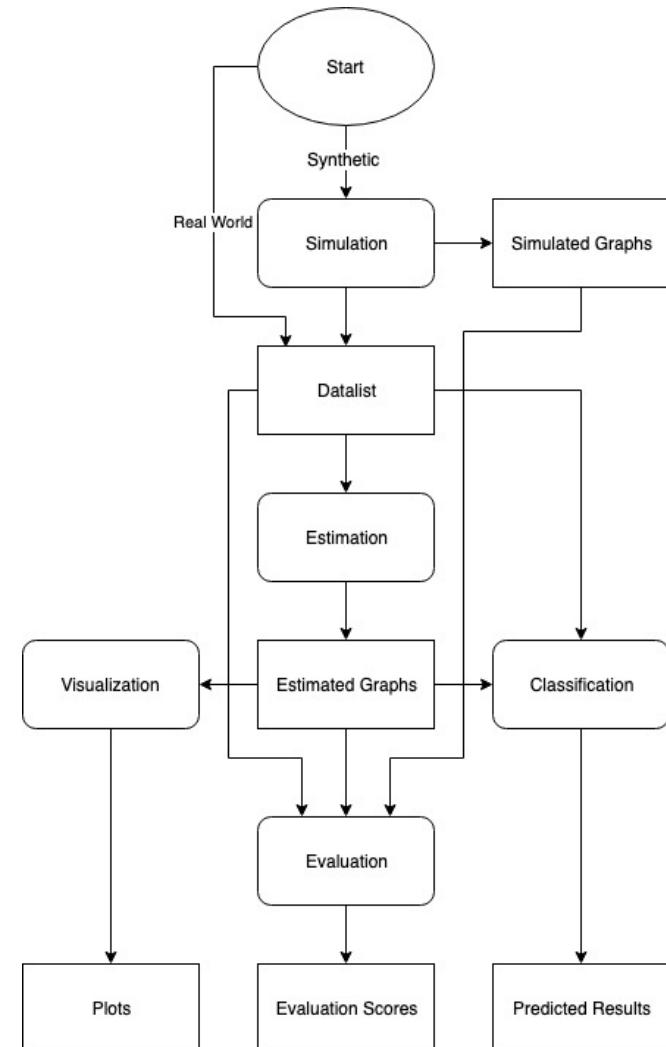 Start
Synthetic
Real World
Simulation
Simulated Graphs
Datalist
Estimation
Visualization
Estimated Graphs
Classification
Evaluation
Plots
Evaluation Scores
Predicted Results